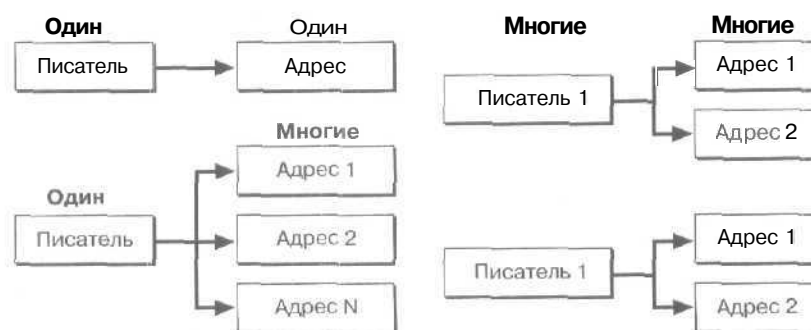 Один Один
Писатель Адрес
Многие
Адрес 1
Один
Писатель Адрес 2
Адрес N
Многие Многие
Адрес 1
Писатель 1
Адрес 2
Адрес 1
Писатель 1
Адрес 2